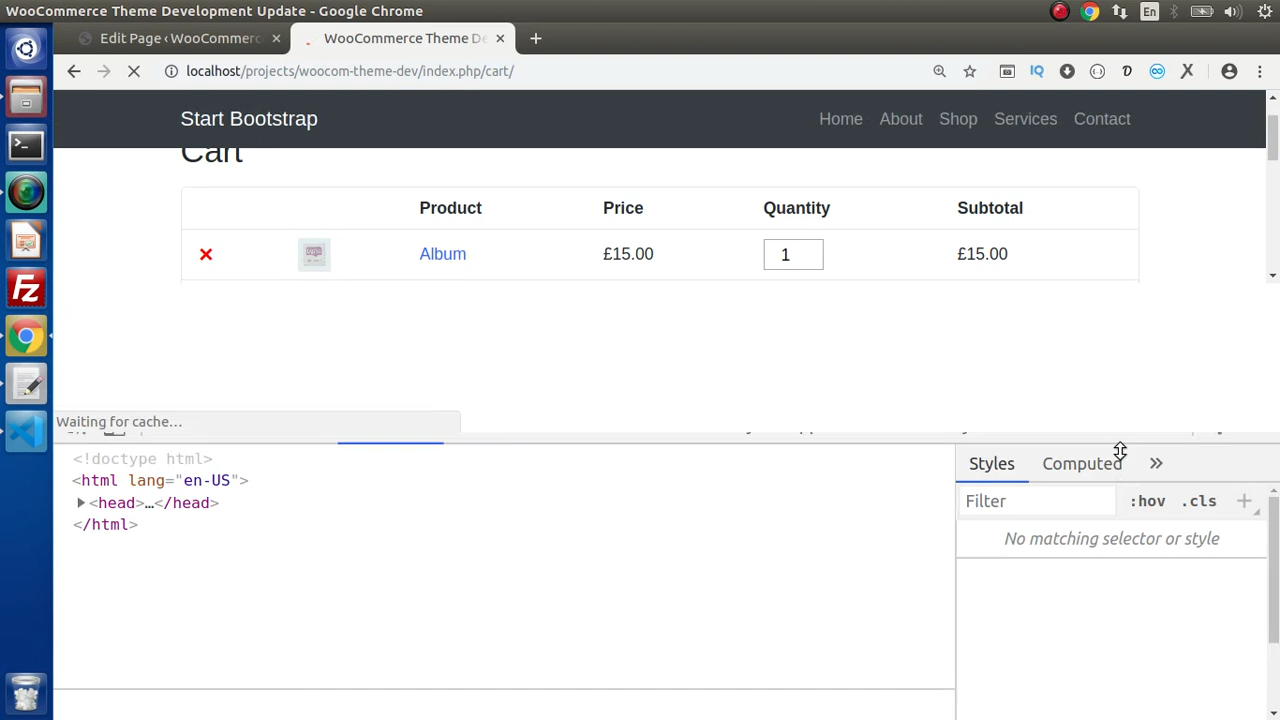 WooCommerce Theme Development Update - Google Chrome
En
Edit Page ‹ WooCommerc
WooCommerce Theme De
localhost/projects/woocom-theme-dev/index.php/cart/
IQ
Start Bootstrap
Home About Shop Services Contact
Cart
Product Price Quantity Subtotal
Album £15.00 1 £15.00
Waiting for cache...
<!doctype html>
<html lang="en-US">
<head>…</head>
</html>
Styles Computed
Filter :hov .cls
No matching selector or style